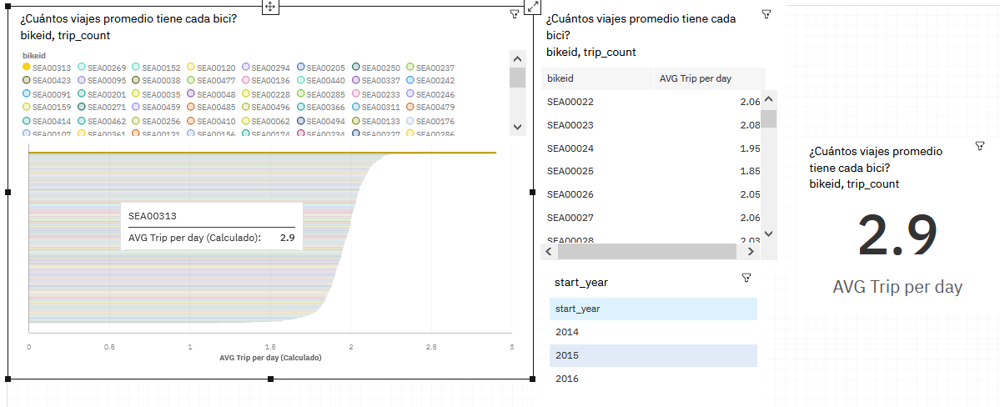 ¿Cuántos viajes promedio tiene cada bici?
bikeid, trip_count
bikeid
SEA00313 SEA00269 SEA00152 SEA00120 SEA00294 SEA00205 SEA00250 SEA00237
SEA00423 SEA00095 SEA00038 SEA00477 SEA00136 SEA00440 SEA00337 SEA00242
SEA00091 SEA00201 SEA00035 SEA00048 SEA00228 SEA00285 SEA00233 SEA00246
SEA00159 SEA00271 SEA00459 SEA00485 SEA00496 SEA00366 SEA00311 SEA00479
SEA00414 SEA00462 SEA00256 SEA00410 SEA00062 SEA00494 SEA00133 SEA00176
SEA00107 SEA00361 SEA00121 SEA00156 SEA00174 SEA00234 SEA00227 SEA00286
SEA00313
AVG Trip per day (Calculado): 2.9
0 0.5 1 1.5 2 2.5 3
AVG Trip per day (Calculado)
¿Cuántos viajes promedio tiene cada
bici?
bikeid, trip_count
bikeid AVG Trip per day
SEA00022 2.06
SEA00023 2.08
SEA00024 1.95
SEA00025 1.85
SEA00026 2.05
SEA00027 2.06
SEA00028 2.03
start_year
start_year
2014
2015
2016
¿Cuántos viajes promedio
tiene cada bici?
bikeid, trip_count
2.9
AVG Trip per day